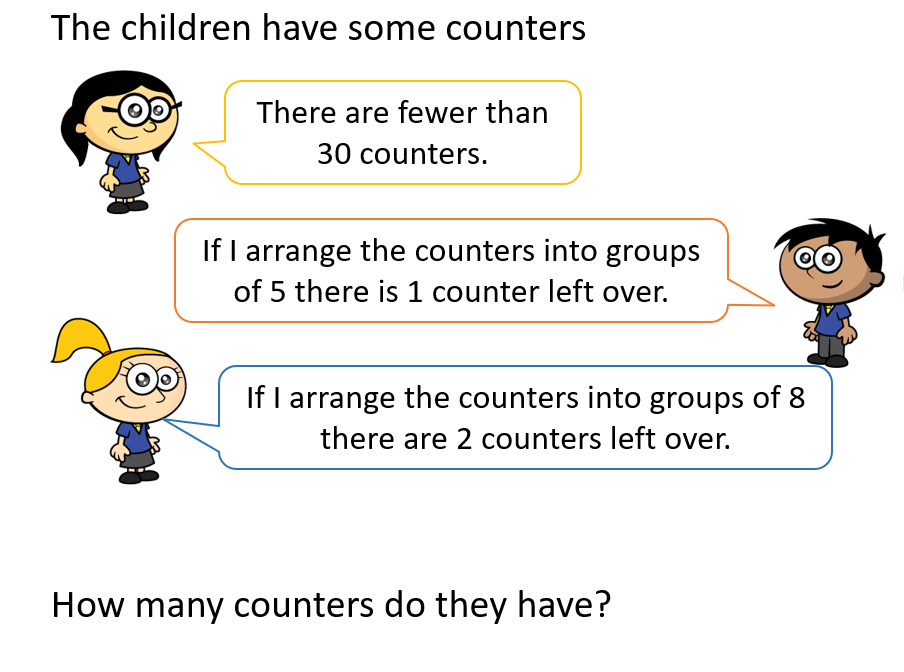 The children have some counters
There are fewer than
30 counters.
If I arrange the counters into groups
of 5 there is 1 counter left over.
If I arrange the counters into groups of 8
there are 2 counters left over.
How many counters do they have?